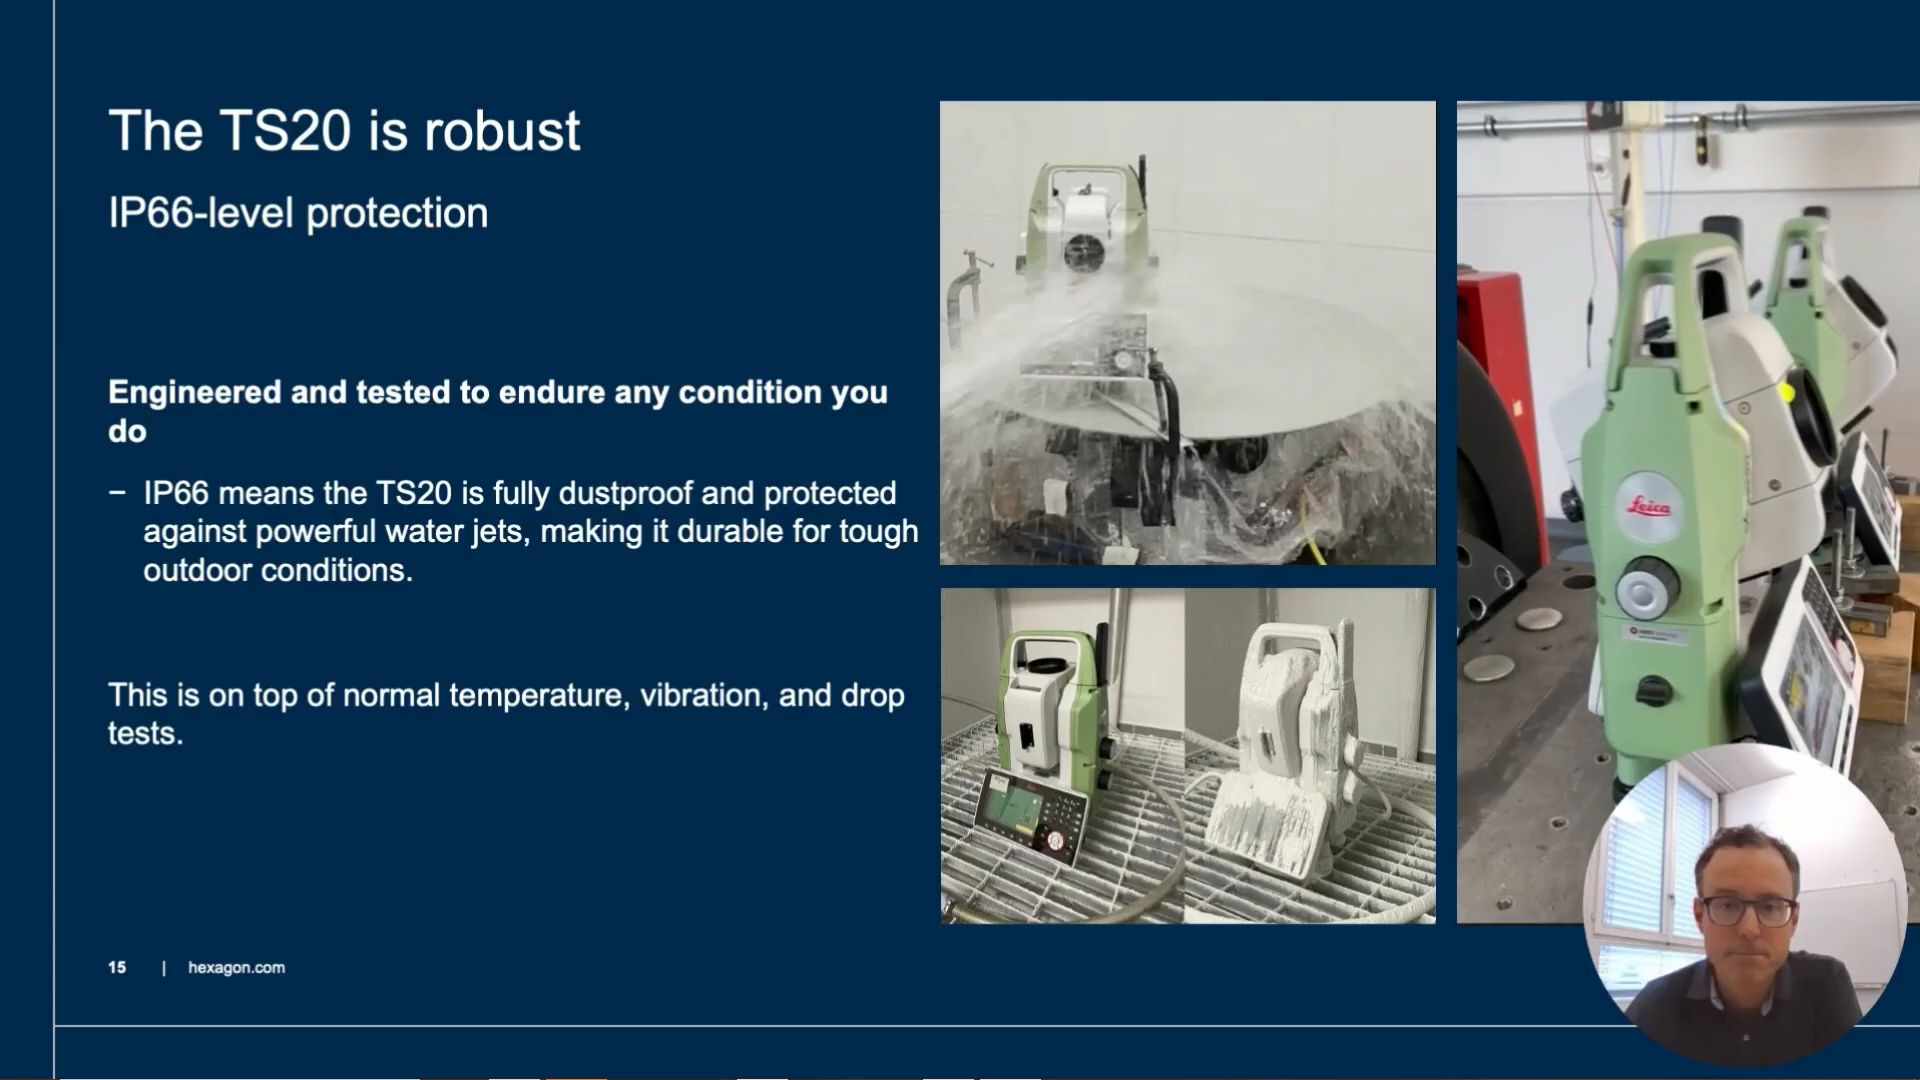 The TS20 is robust
IP66-level protection
Engineered and tested to endure any condition you
do
− IP66 means the TS20 is fully dustproof and protected
against powerful water jets, making it durable for tough
outdoor conditions.
This is on top of normal temperature, vibration, and drop
tests.
15 | hexagon.com
Leica